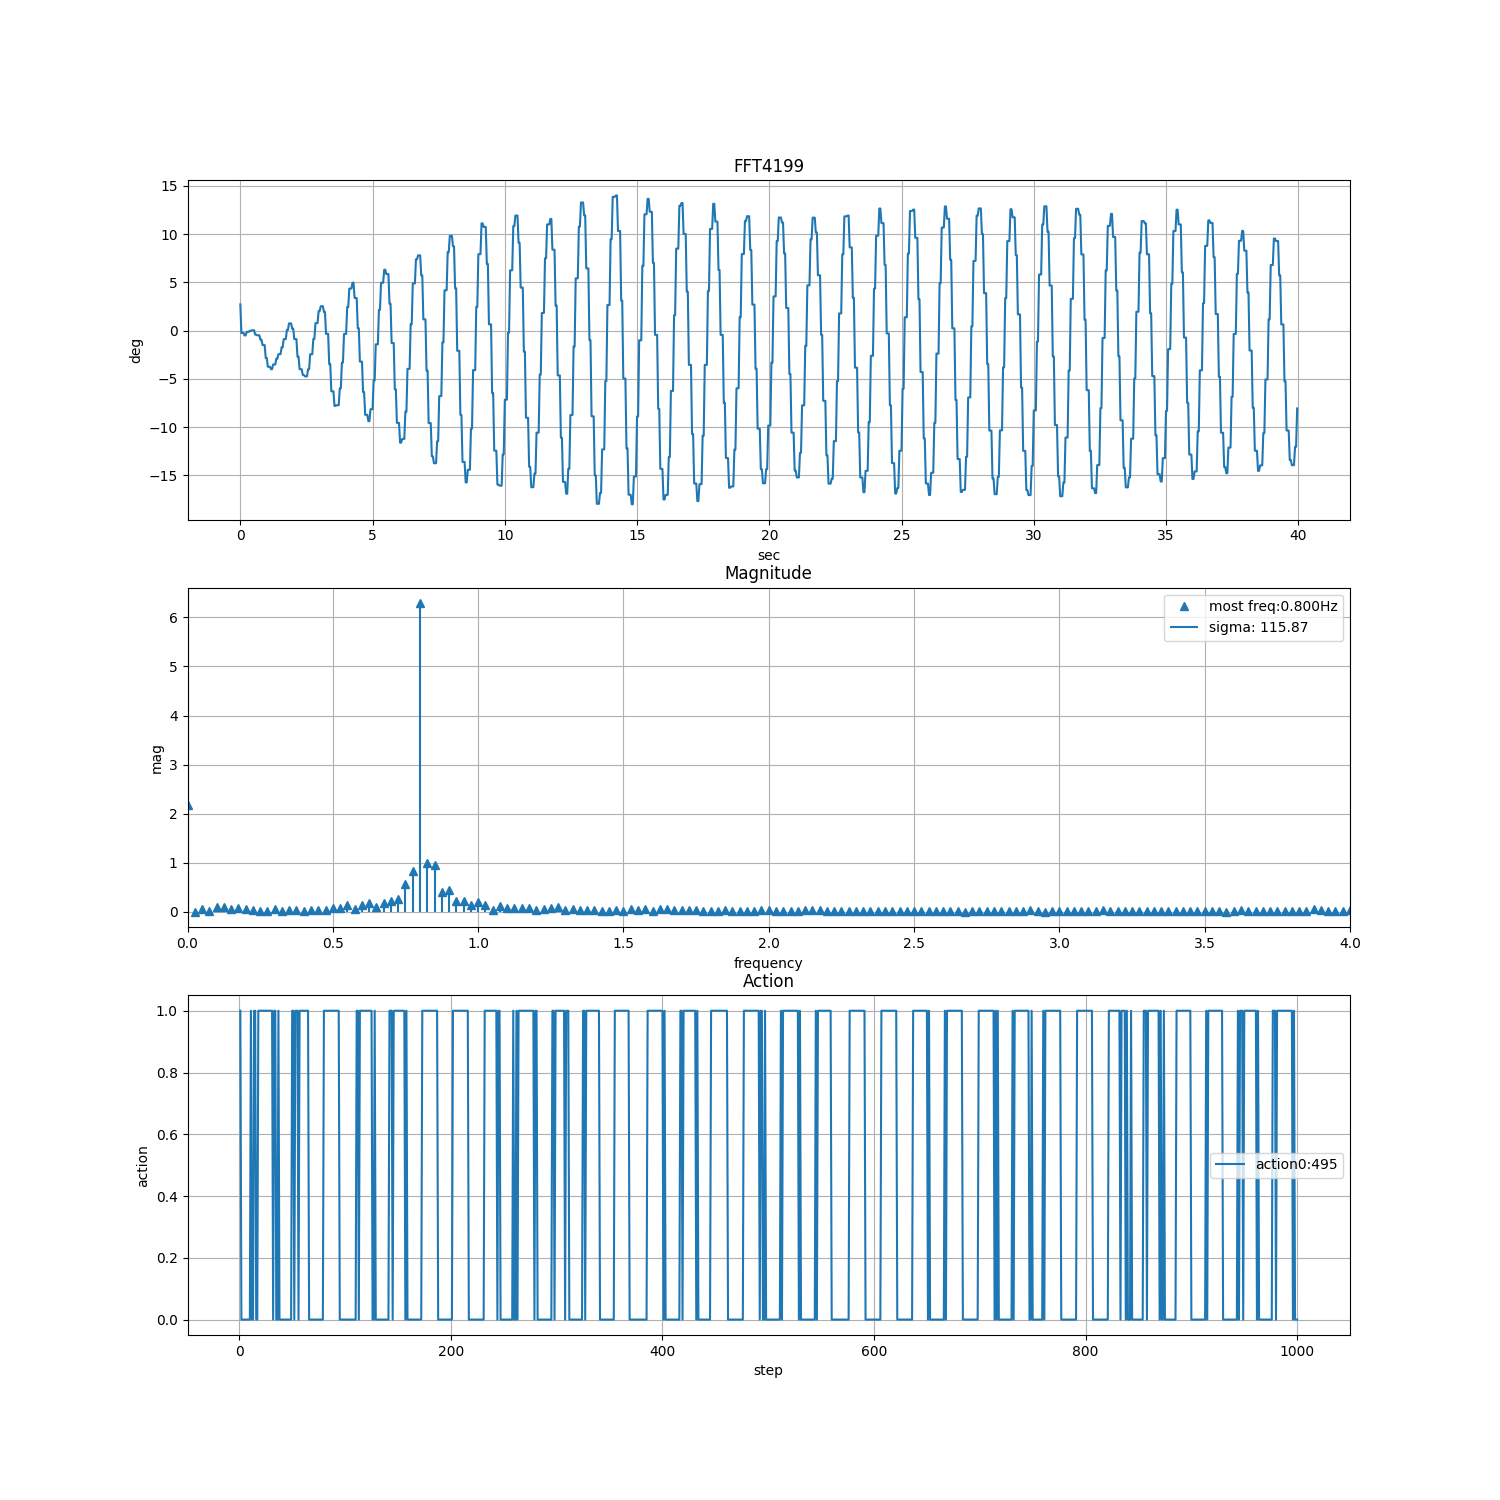 FFT4199
15
10
5
0
−5
−10
−15
deg
0 5 10 15 20 25 30 35 40
sec
Magnitude
6
5
4
3
2
1
0
mag
most freq:0.800Hz
sigma: 115.87
0.0 0.5 1.0 1.5 2.0 2.5 3.0 3.5 4.0
frequency
Action
1.0
0.8
0.6
0.4
0.2
0.0
action
action0:495
0 200 400 600 800 1000
step